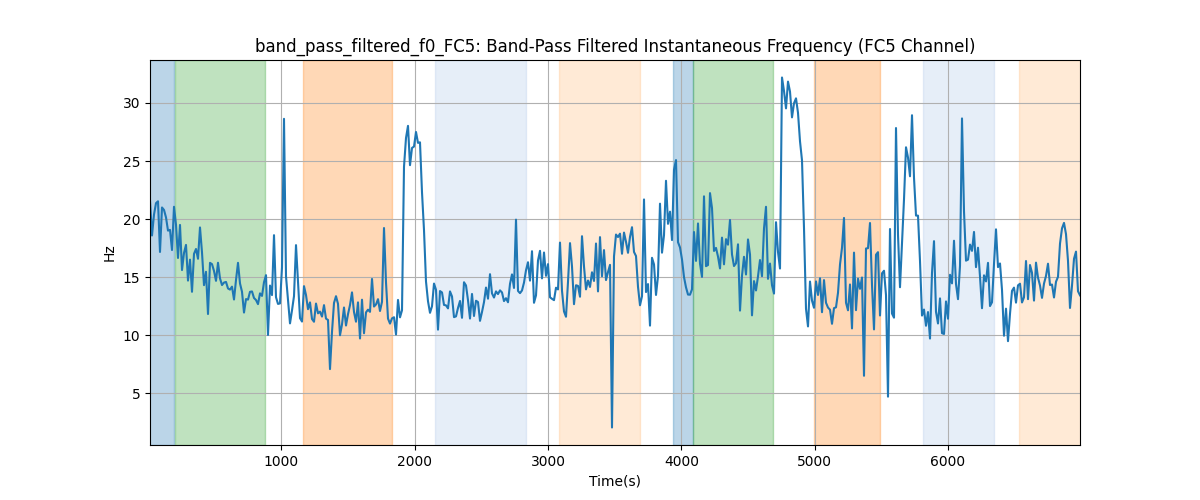 band_pass_filtered_f0_FC5: Band-Pass Filtered Instantaneous Frequency (FC5 Channel)
30
25
20
15
10
5
Hz
1000 2000 3000 4000 5000 6000
Time(s)